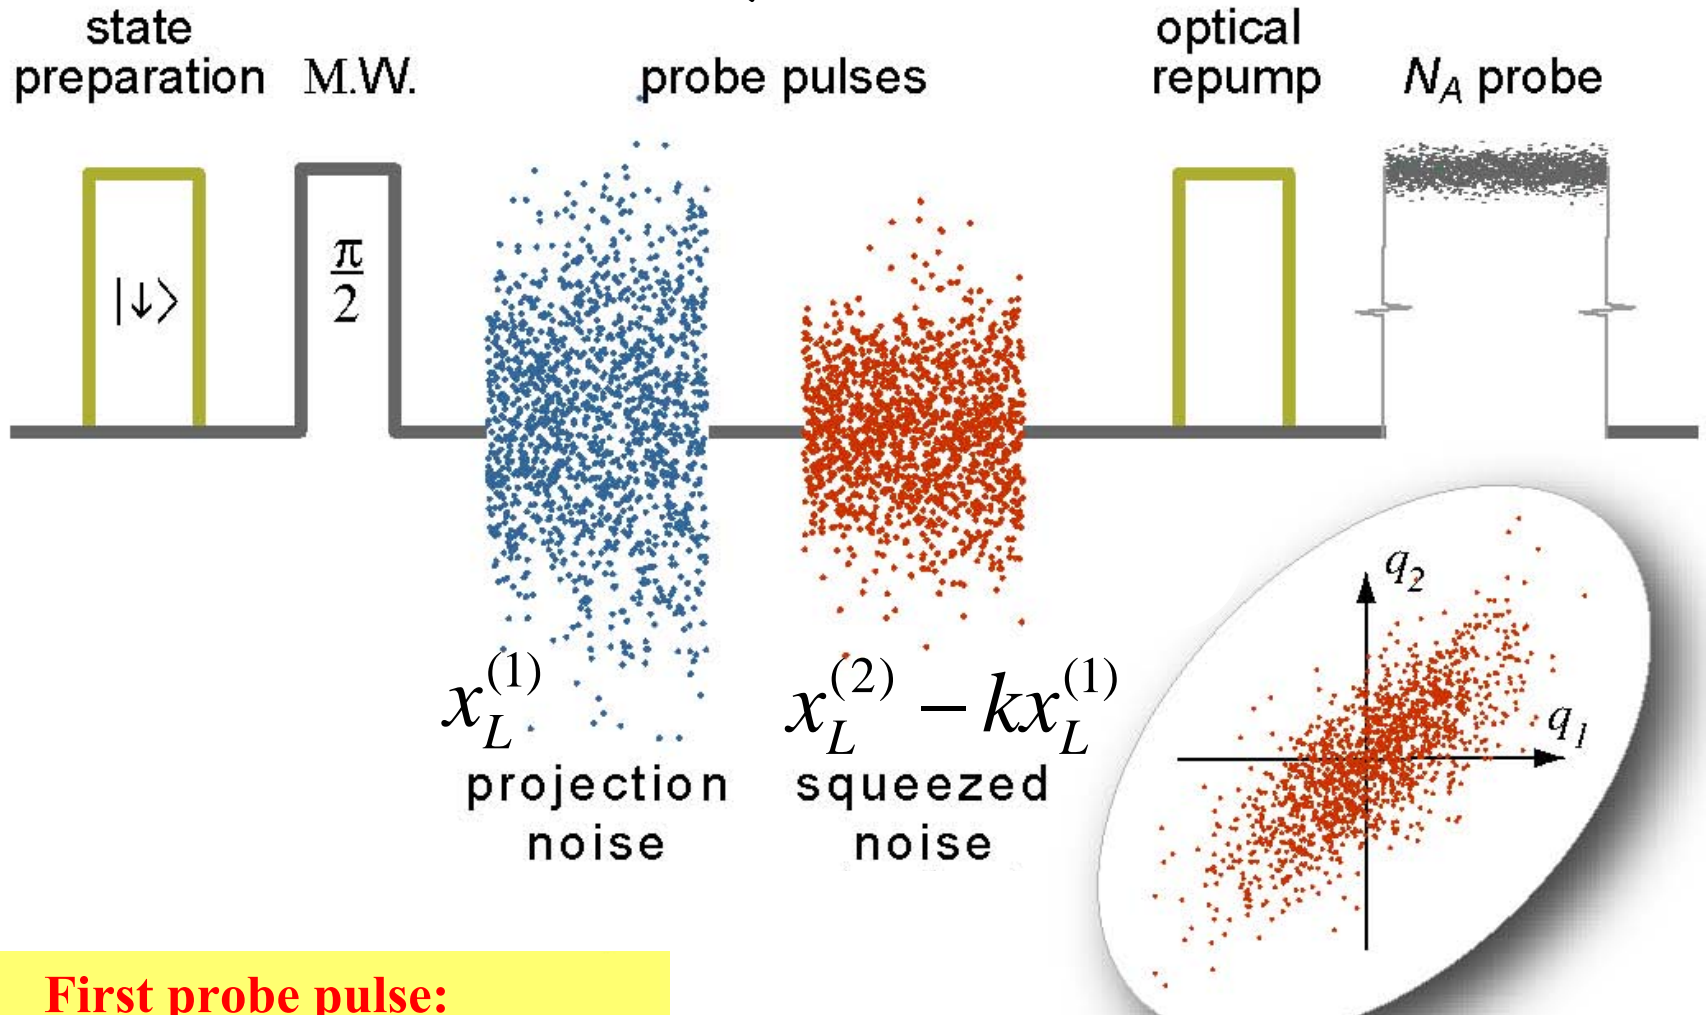 state
preparation
M.W.
probe pulses
optical
repump
N_A probe
|↓⟩
π
2
x_L^(1)
projection
noise
x_L^(2) − kx_L^(1)
squeezed
noise
q_2
q_1
First probe pulse: